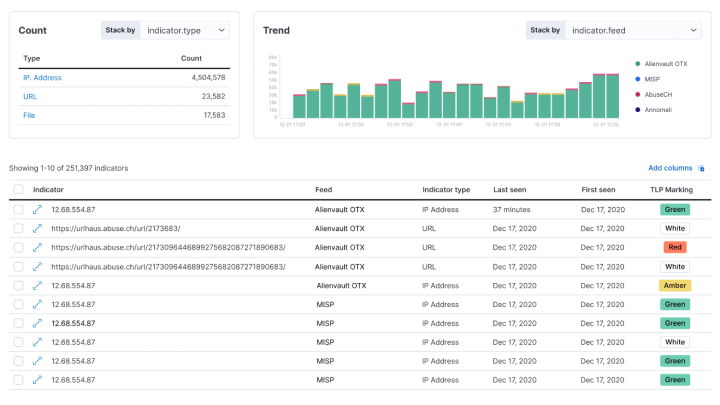 Count
Stack by indicator.type
Type Count
IP. Address 4,504,578
URL 23,582
File 17,583
Trend
Stack by indicator.feed
80k
70k
60k
50k
40k
30k
20k
10k
0
12-01 17:00 12-01 17:00 12-01 17:00 12-01 17:00 12-01 17:00 12-01 17:00
Alienvault OTX
MISP
AbuseCH
Annomali
Showing 1-10 of 251,397 indicators
Add columns
Indicator Feed Indicator type Last seen First seen TLP Marking
12.68.554.87 Alienvault OTX IP Address 37 minutes Dec 17, 2020 Green
https://urlhaus.abuse.ch/url/2173683/ Alienvault OTX URL Dec 17, 2020 Dec 17, 2020 White
https://urlhaus.abuse.ch/url/217309644689927568208727189068​3/ Alienvault OTX URL Dec 17, 2020 Dec 17, 2020 Red
https://urlhaus.abuse.ch/url/2173096446899275682087271890683/ Alienvault OTX URL Dec 17, 2020 Dec 17, 2020 White
12.68.554.87 Alienvault OTX IP Address Dec 17, 2020 Dec 17, 2020 Amber
12.68.554.87 MISP IP Address Dec 17, 2020 Dec 17, 2020 Green
12.68.554.87 MISP IP Address Dec 17, 2020 Dec 17, 2020 Green
12.68.554.87 MISP IP Address Dec 17, 2020 Dec 17, 2020 White
12.68.554.87 MISP IP Address Dec 17, 2020 Dec 17, 2020 Green
12.68.554.87 MISP IP Address Dec 17, 2020 Dec 17, 2020 Green